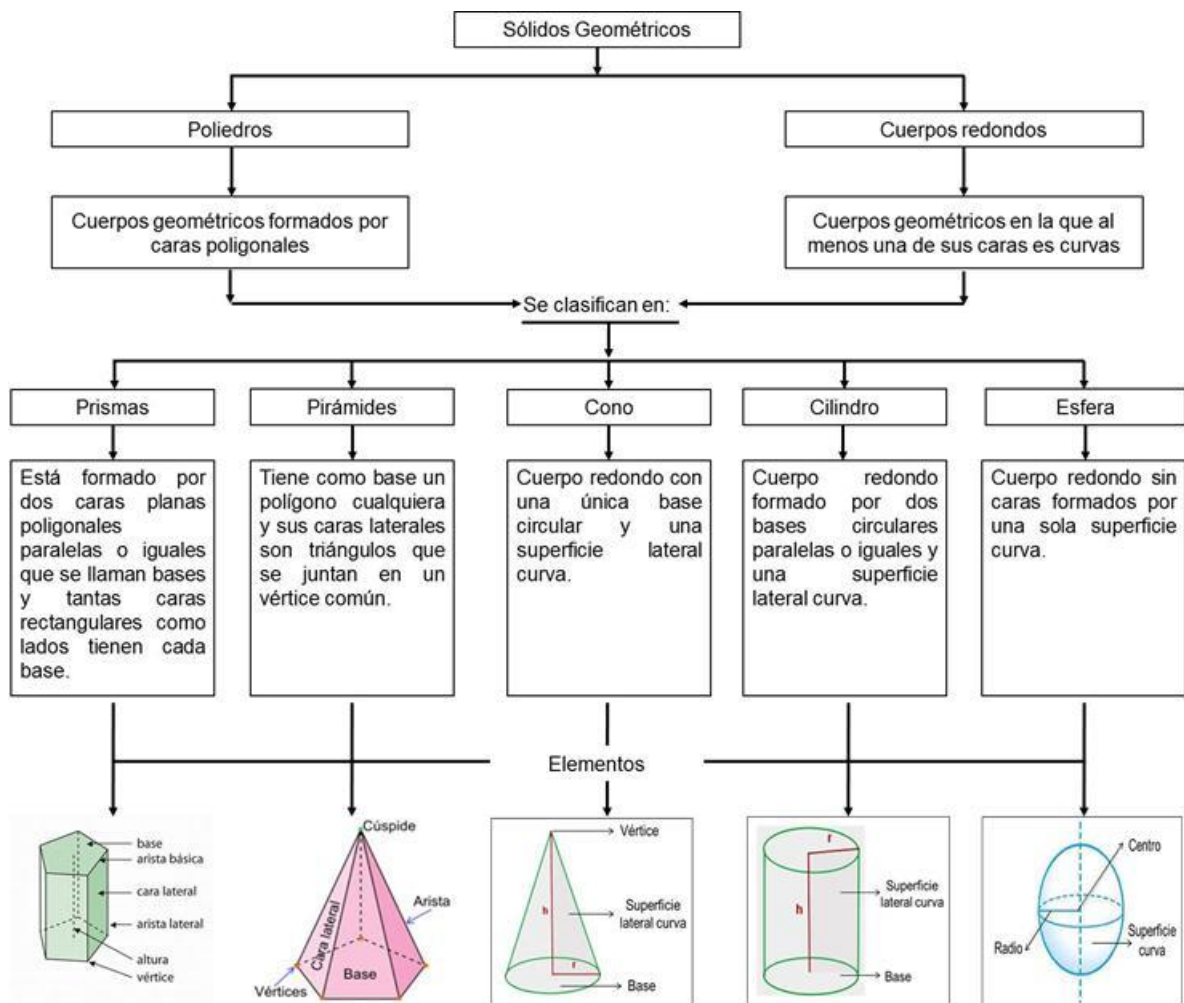 Sólidos Geométricos
Poliedros
Cuerpos redondos
Cuerpos geométricos formados por
caras poligonales
Cuerpos geométricos en la que al
menos una de sus caras es curvas
Se clasifican en:
Prismas
Pirámides
Cono
Cilindro
Esfera
Está formado por
dos caras planas
poligonales
paralelas o iguales
que se llaman bases
y tantas caras
rectangulares como
lados tienen cada
base.
Tiene como base un
polígono cualquiera
y sus caras laterales
son triángulos que
se juntan en un
vértice común.
Cuerpo redondo con
una única base
circular y una
superficie lateral
curva.
Cuerpo redondo
formado por dos
bases circulares
paralelas o iguales y
una superficie
lateral curva.
Cuerpo redondo sin
caras formados por
una sola superficie
curva.
Elementos
base
arista básica
cara lateral
arista lateral
altura
vértice
Cúspide
Arista
Cara lateral
Base
Vértices
Vértice
h
Superficie
lateral curva
r
Base
r
Superficie
lateral curva
h
Base
Centro
Radio
Superficie
curva